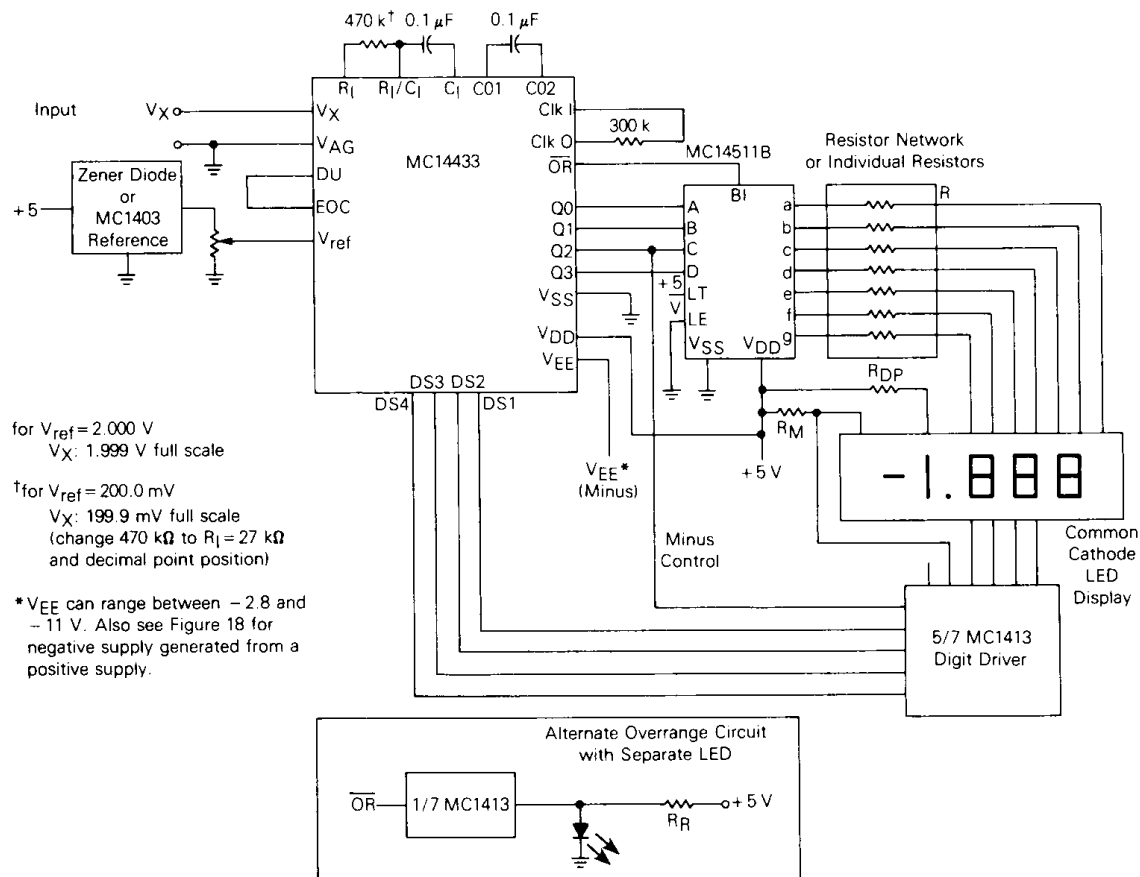 470 k† 0.1 μF 0.1 μF
RI RI/CI CI C01 C02
Input VX
VX
VAG
DU
EOC
Vref
MC14433
Clk I
Clk O
OR
Q0
Q1
Q2
Q3
VSS
VDD
VEE
DS4 DS3 DS2 DS1
300 k
Zener Diode
or
MC1403
Reference
+5
MC14511B
BI
A
B
C
D
LT
LE
VSS VDD
a
b
c
d
e
f
g
+5
V
Resistor Network
or Individual Resistors
R
RDP
RM
+5 V
VEE*
(Minus)
Minus
Control
-1.888
Common
Cathode
LED
Display
5/7 MC1413
Digit Driver
for Vref = 2.000 V
VX: 1.999 V full scale
†for Vref = 200.0 mV
VX: 199.9 mV full scale
(change 470 kΩ to RI = 27 kΩ
and decimal point position)
*VEE can range between −2.8 and
−11 V. Also see Figure 18 for
negative supply generated from a
positive supply.
Alternate Overrange Circuit
with Separate LED
OR 1/7 MC1413 RR +5 V